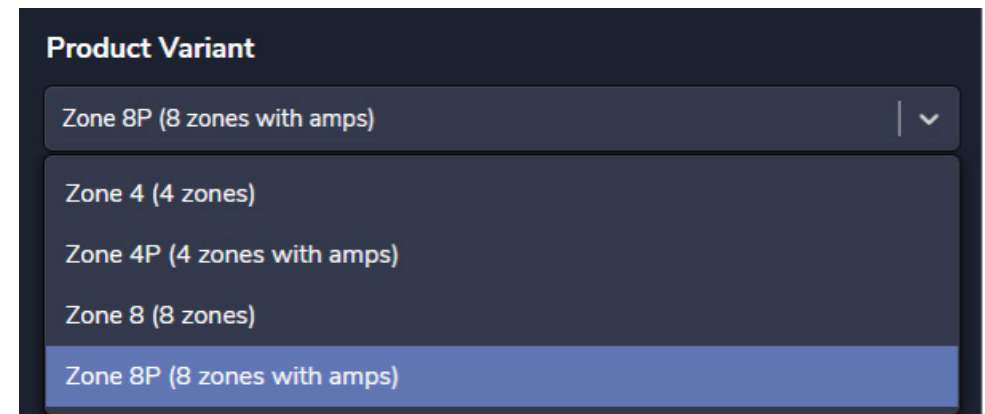 Product Variant
Zone 8P (8 zones with amps)
Zone 4 (4 zones)
Zone 4P (4 zones with amps)
Zone 8 (8 zones)
Zone 8P (8 zones with amps)